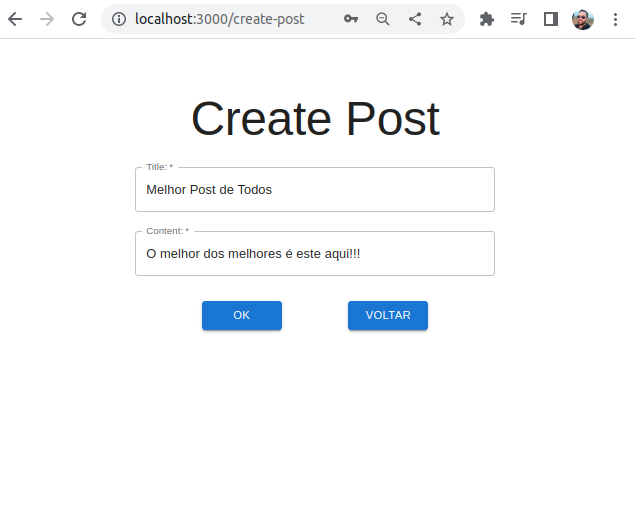 localhost:3000/create-post
Create Post
Title: *
Melhor Post de Todos
Content: *
O melhor dos melhores é este aqui!!!
OK
VOLTAR